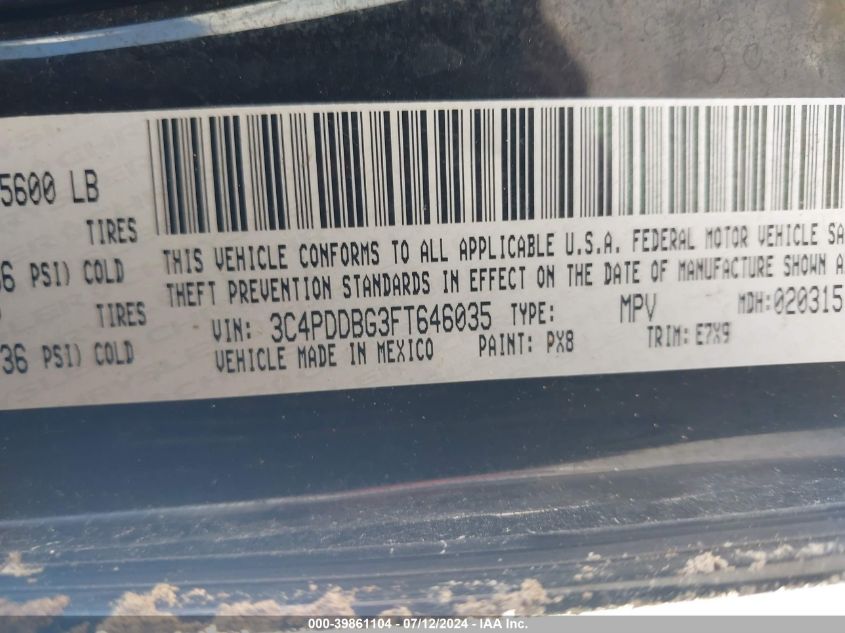 5600 LB
TIRES
36 PSI) COLD
TIRES
36 PSI) COLD
THIS VEHICLE CONFORMS TO ALL APPLICABLE U.S.A. FEDERAL MOTOR VEHICLE SA
THEFT PREVENTION STANDARDS IN EFFECT ON THE DATE OF MANUFACTURE SHOWN A
VIN: 3C4PDDBG3FT646035 TYPE: MPV MDH:020315
VEHICLE MADE IN MEXICO PAINT: PX8 TRIM: E7X9
000-39861104 - 07/12/2024 - IAA Inc.